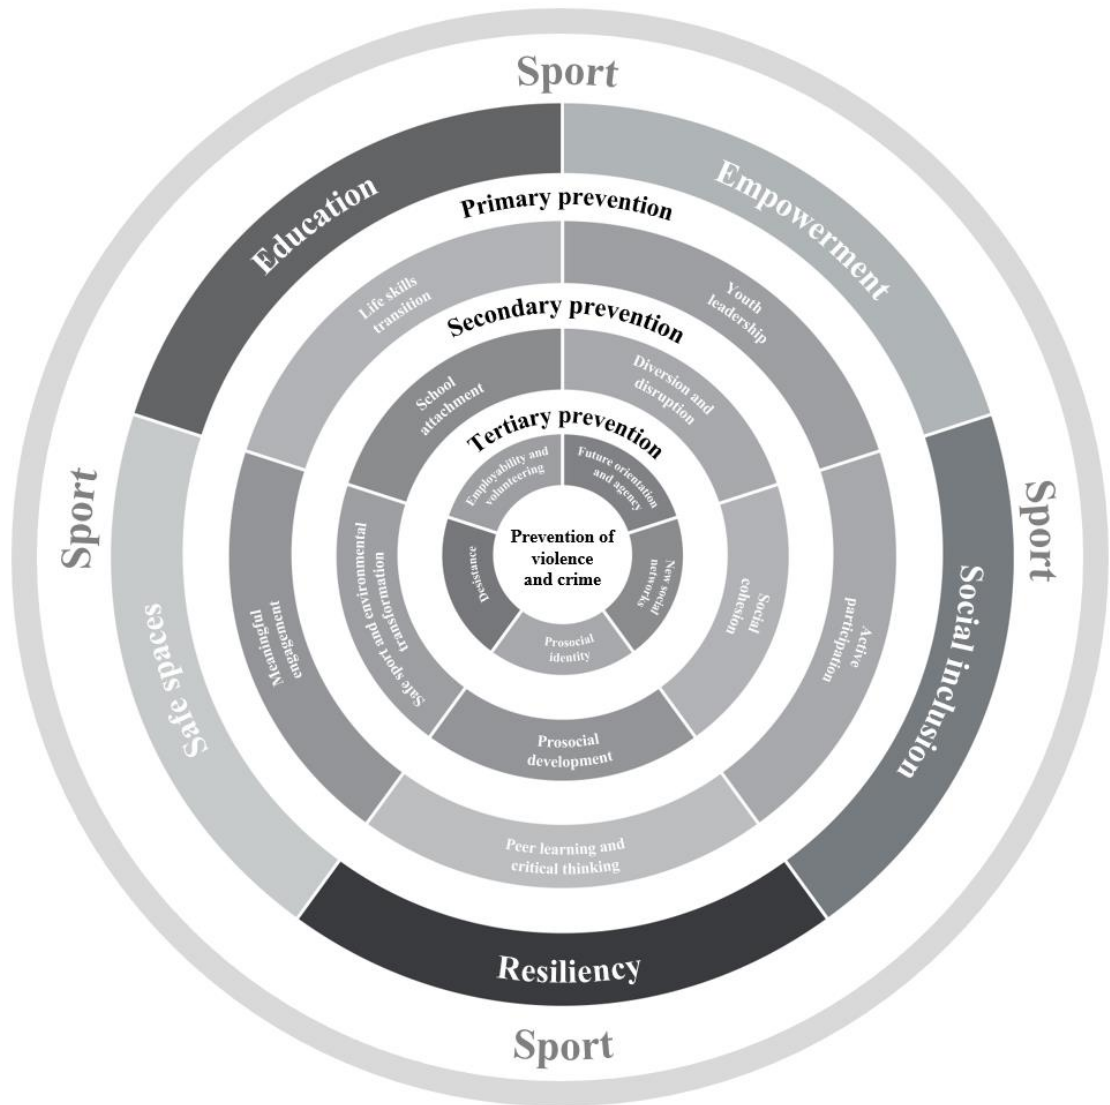 Sport
Education
Empowerment
Primary prevention
Life skills
transition
Youth
leadership
Secondary prevention
School
attachment
Diversion and
disruption
Tertiary prevention
Employability and
volunteering
Future orientation
and agency
Sport
Sport
Prevention of
violence
and crime
Desistance
New social
networks
Prosocial
identity
Safe sport and environmental
transformation
Social
cohesion
Prosocial
development
Meaningful
engagement
Active
participation
Peer learning and
critical thinking
Safe spaces
Social inclusion
Resiliency
Sport